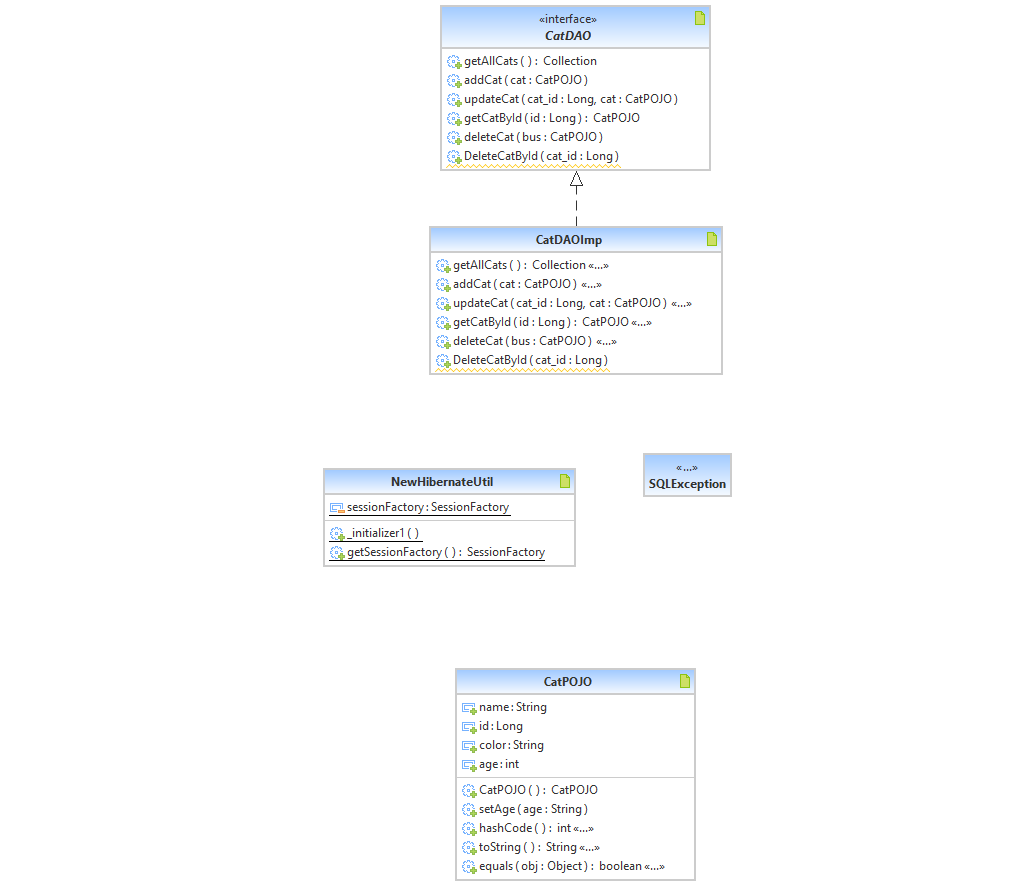 «interface»
CatDAO
getAllCats ( ) : Collection
addCat ( cat : CatPOJO )
updateCat ( cat_id : Long, cat : CatPOJO )
getCatById ( id : Long ) : CatPOJO
deleteCat ( bus : CatPOJO )
DeleteCatById ( cat_id : Long )
CatDAOImp
getAllCats ( ) : Collection «...»
addCat ( cat : CatPOJO ) «...»
updateCat ( cat_id : Long, cat : CatPOJO ) «...»
getCatById ( id : Long ) : CatPOJO «...»
deleteCat ( bus : CatPOJO ) «...»
DeleteCatById ( cat_id : Long )
«...»
SQLException
NewHibernateUtil
sessionFactory : SessionFactory
_initializer1 ( )
getSessionFactory ( ) : SessionFactory
CatPOJO
name : String
id : Long
color : String
age : int
CatPOJO ( ) : CatPOJO
setAge ( age : String )
hashCode ( ) : int «...»
toString ( ) : String «...»
equals ( obj : Object ) : boolean «...»